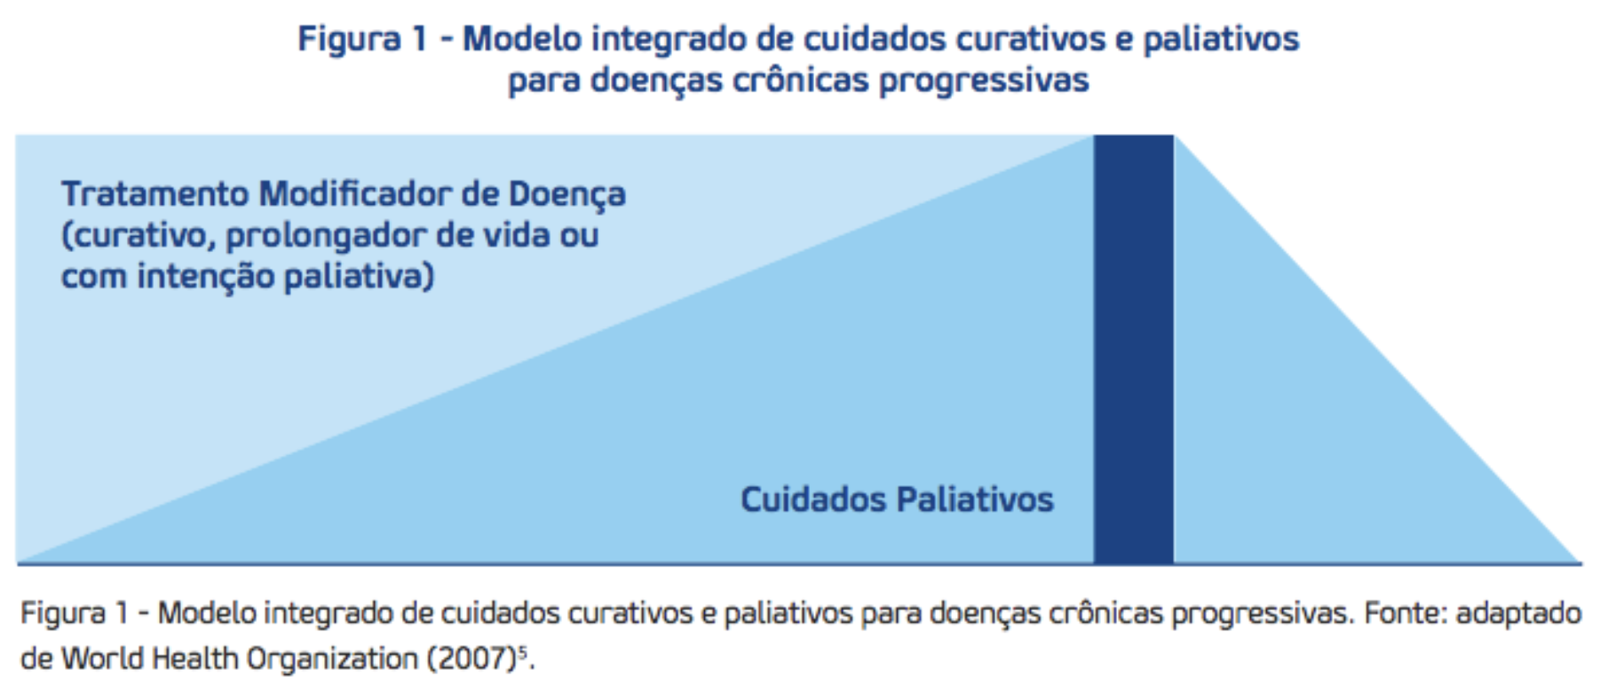 Figura 1 - Modelo integrado de cuidados curativos e paliativos
para doenças crônicas progressivas
Tratamento Modificador de Doença
(curativo, prolongador de vida ou
com intenção paliativa)
Cuidados Paliativos
Figura 1 - Modelo integrado de cuidados curativos e paliativos para doenças crônicas progressivas. Fonte: adaptado
de World Health Organization (2007)⁵.